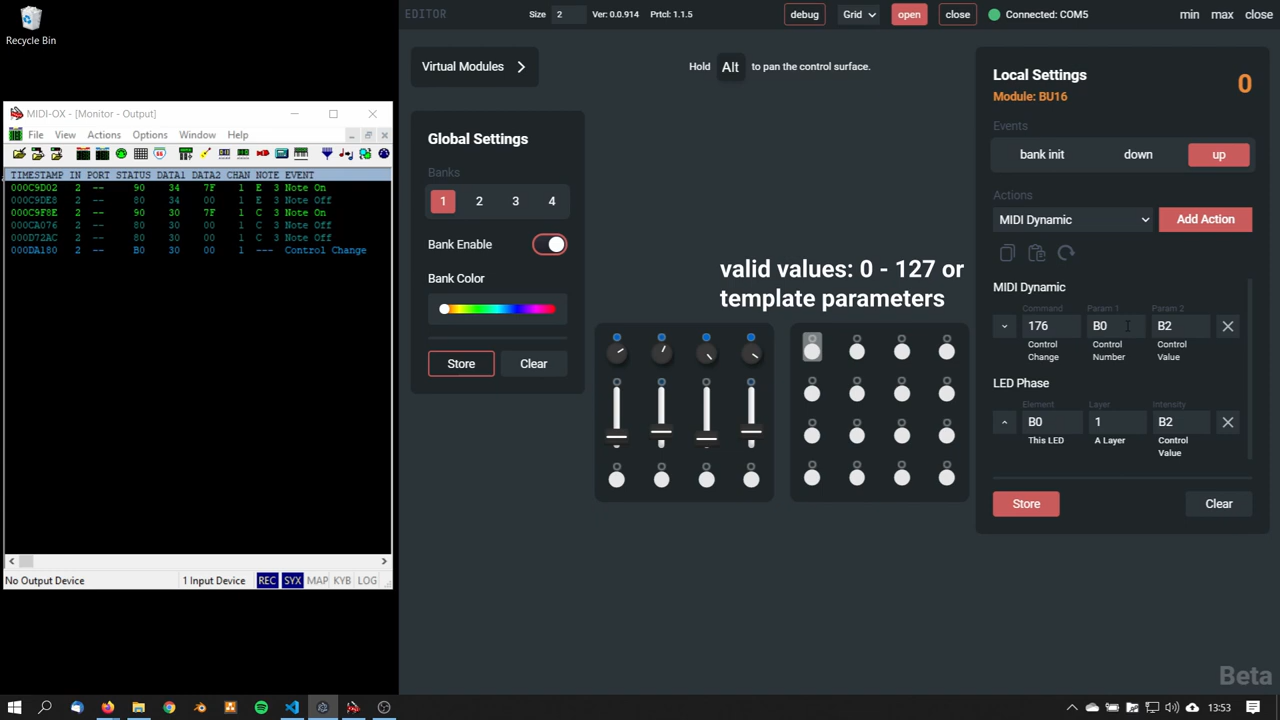 Recycle Bin
MIDI-OX - [Monitor - Output]
File View Actions Options Window Help
TIMESTAMP IN PORT STATUS DATA1 DATA2 CHAN NOTE EVENT
000C9D02 2 -- 90 34 7F 1 E 3 Note On
000C9DE8 2 -- 80 34 00 1 E 3 Note Off
000C9F8E 2 -- 90 30 7F 1 C 3 Note On
000CA076 2 -- 80 30 00 1 C 3 Note Off
000D72AC 2 -- 80 30 00 1 C 3 Note Off
000DA180 2 -- B0 30 00 1 --- Control Change
No Output Device 1 Input Device REC SYX MAP KYB LOG
EDITOR Size 2 Ver: 0.0.914 Prtcl: 1.1.5 debug Grid open close Connected: COM5 min max close
Virtual Modules
Hold Alt to pan the control surface.
Global Settings
Banks
1 2 3 4
Bank Enable
Bank Color
Store Clear
valid values: 0 - 127 or
template parameters
Local Settings
0
Module: BU16
Events
bank init down up
Actions
MIDI Dynamic Add Action
MIDI Dynamic
Command Param 1 Param 2
176 B0 B2
Control Control Control
Change Number Value
LED Phase
Element Layer Intensity
B0 1 B2
This LED A Layer Control
Value
Store Clear
Beta
13:53